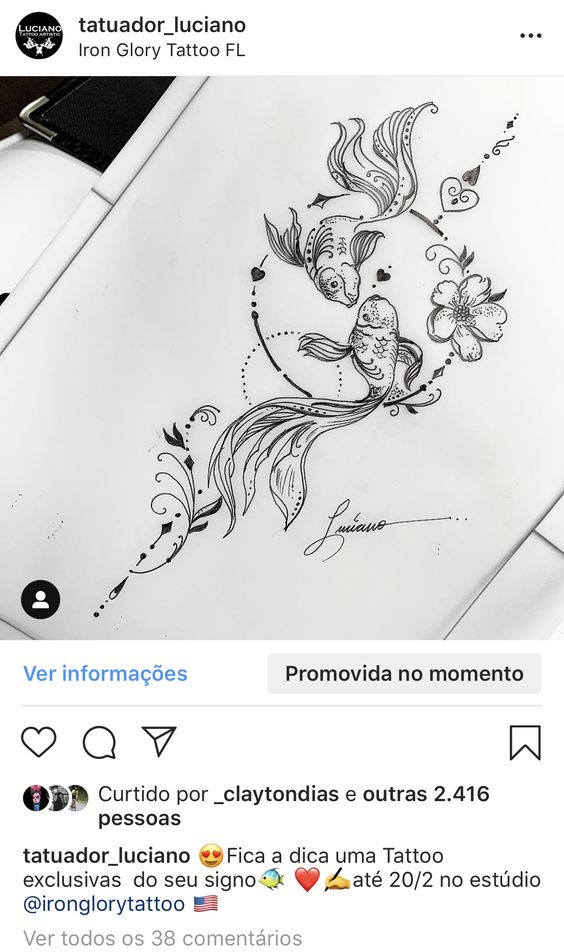 LUCIANO
TATTOO ARTISTIC
tatuador_luciano
Iron Glory Tattoo FL
Luciano
Ver informações
Promovida no momento
Curtido por _claytondias e outras 2.416
pessoas
tatuador_luciano 😍Fica a dica uma Tattoo
exclusivas do seu signo🐠 ❤️✍️até 20/2 no estúdio
@ironglorytattoo 🇺🇸
Ver todos os 38 comentários